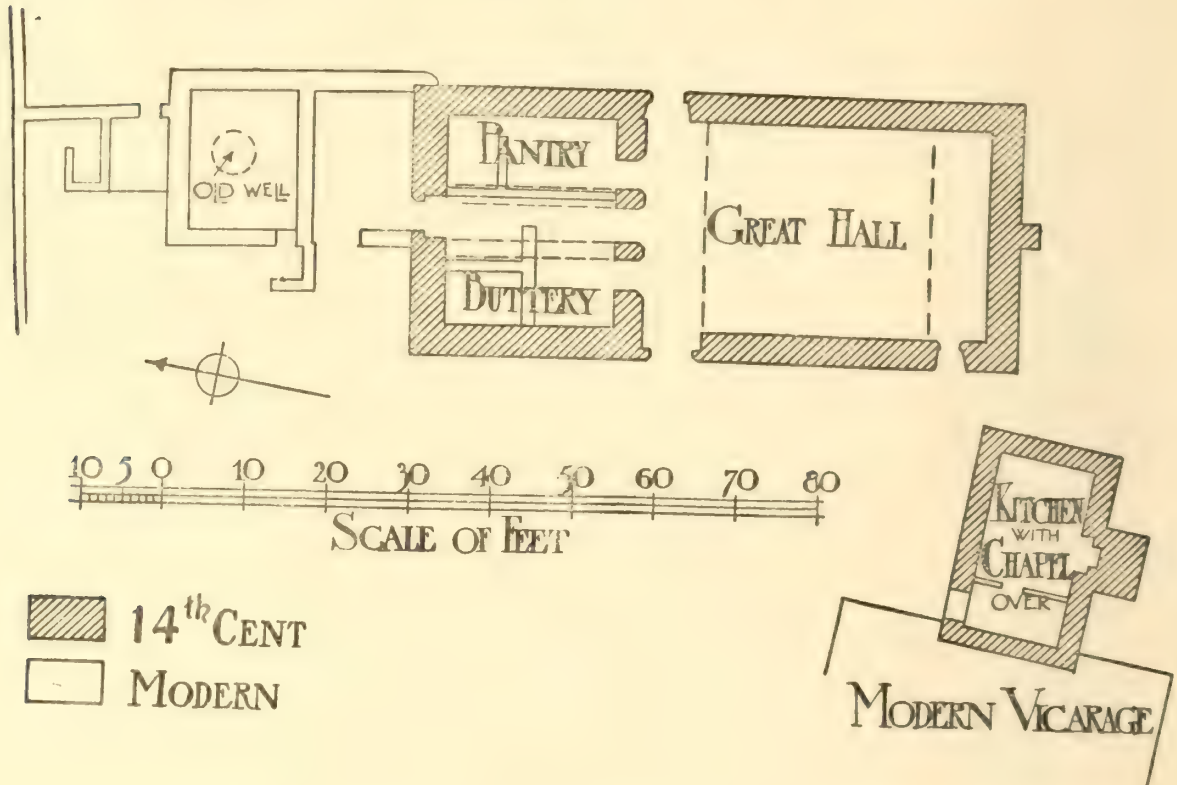 PANTRY
OLD WELL
GREAT HALL
BUTTERY
10 5 0 10 20 30 40 50 60 70 80
SCALE OF FEET
KITCHEN
WITH
CHAPEL
OVER
14th CENT
MODERN
MODERN VICARAGE